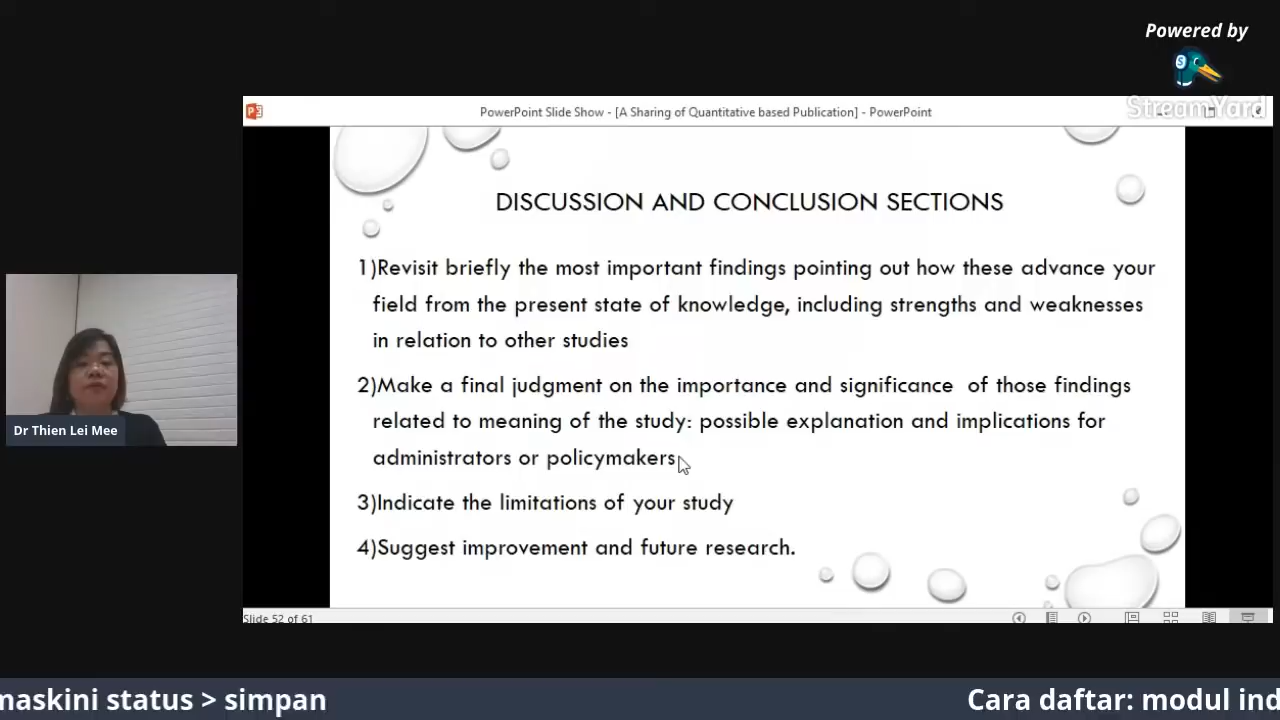 Powered by
S
StreamYard
PowerPoint Slide Show - [A Sharing of Quantitative based Publication] - PowerPoint
DISCUSSION AND CONCLUSION SECTIONS
1)Revisit briefly the most important findings pointing out how these advance your
field from the present state of knowledge, including strengths and weaknesses
in relation to other studies
2)Make a final judgment on the importance and significance of those findings
related to meaning of the study: possible explanation and implications for
administrators or policymakers
3)Indicate the limitations of your study
4)Suggest improvement and future research.
Dr Thien Lei Mee
Slide 52 of 61
maskini status > simpan
Cara daftar: modul ind